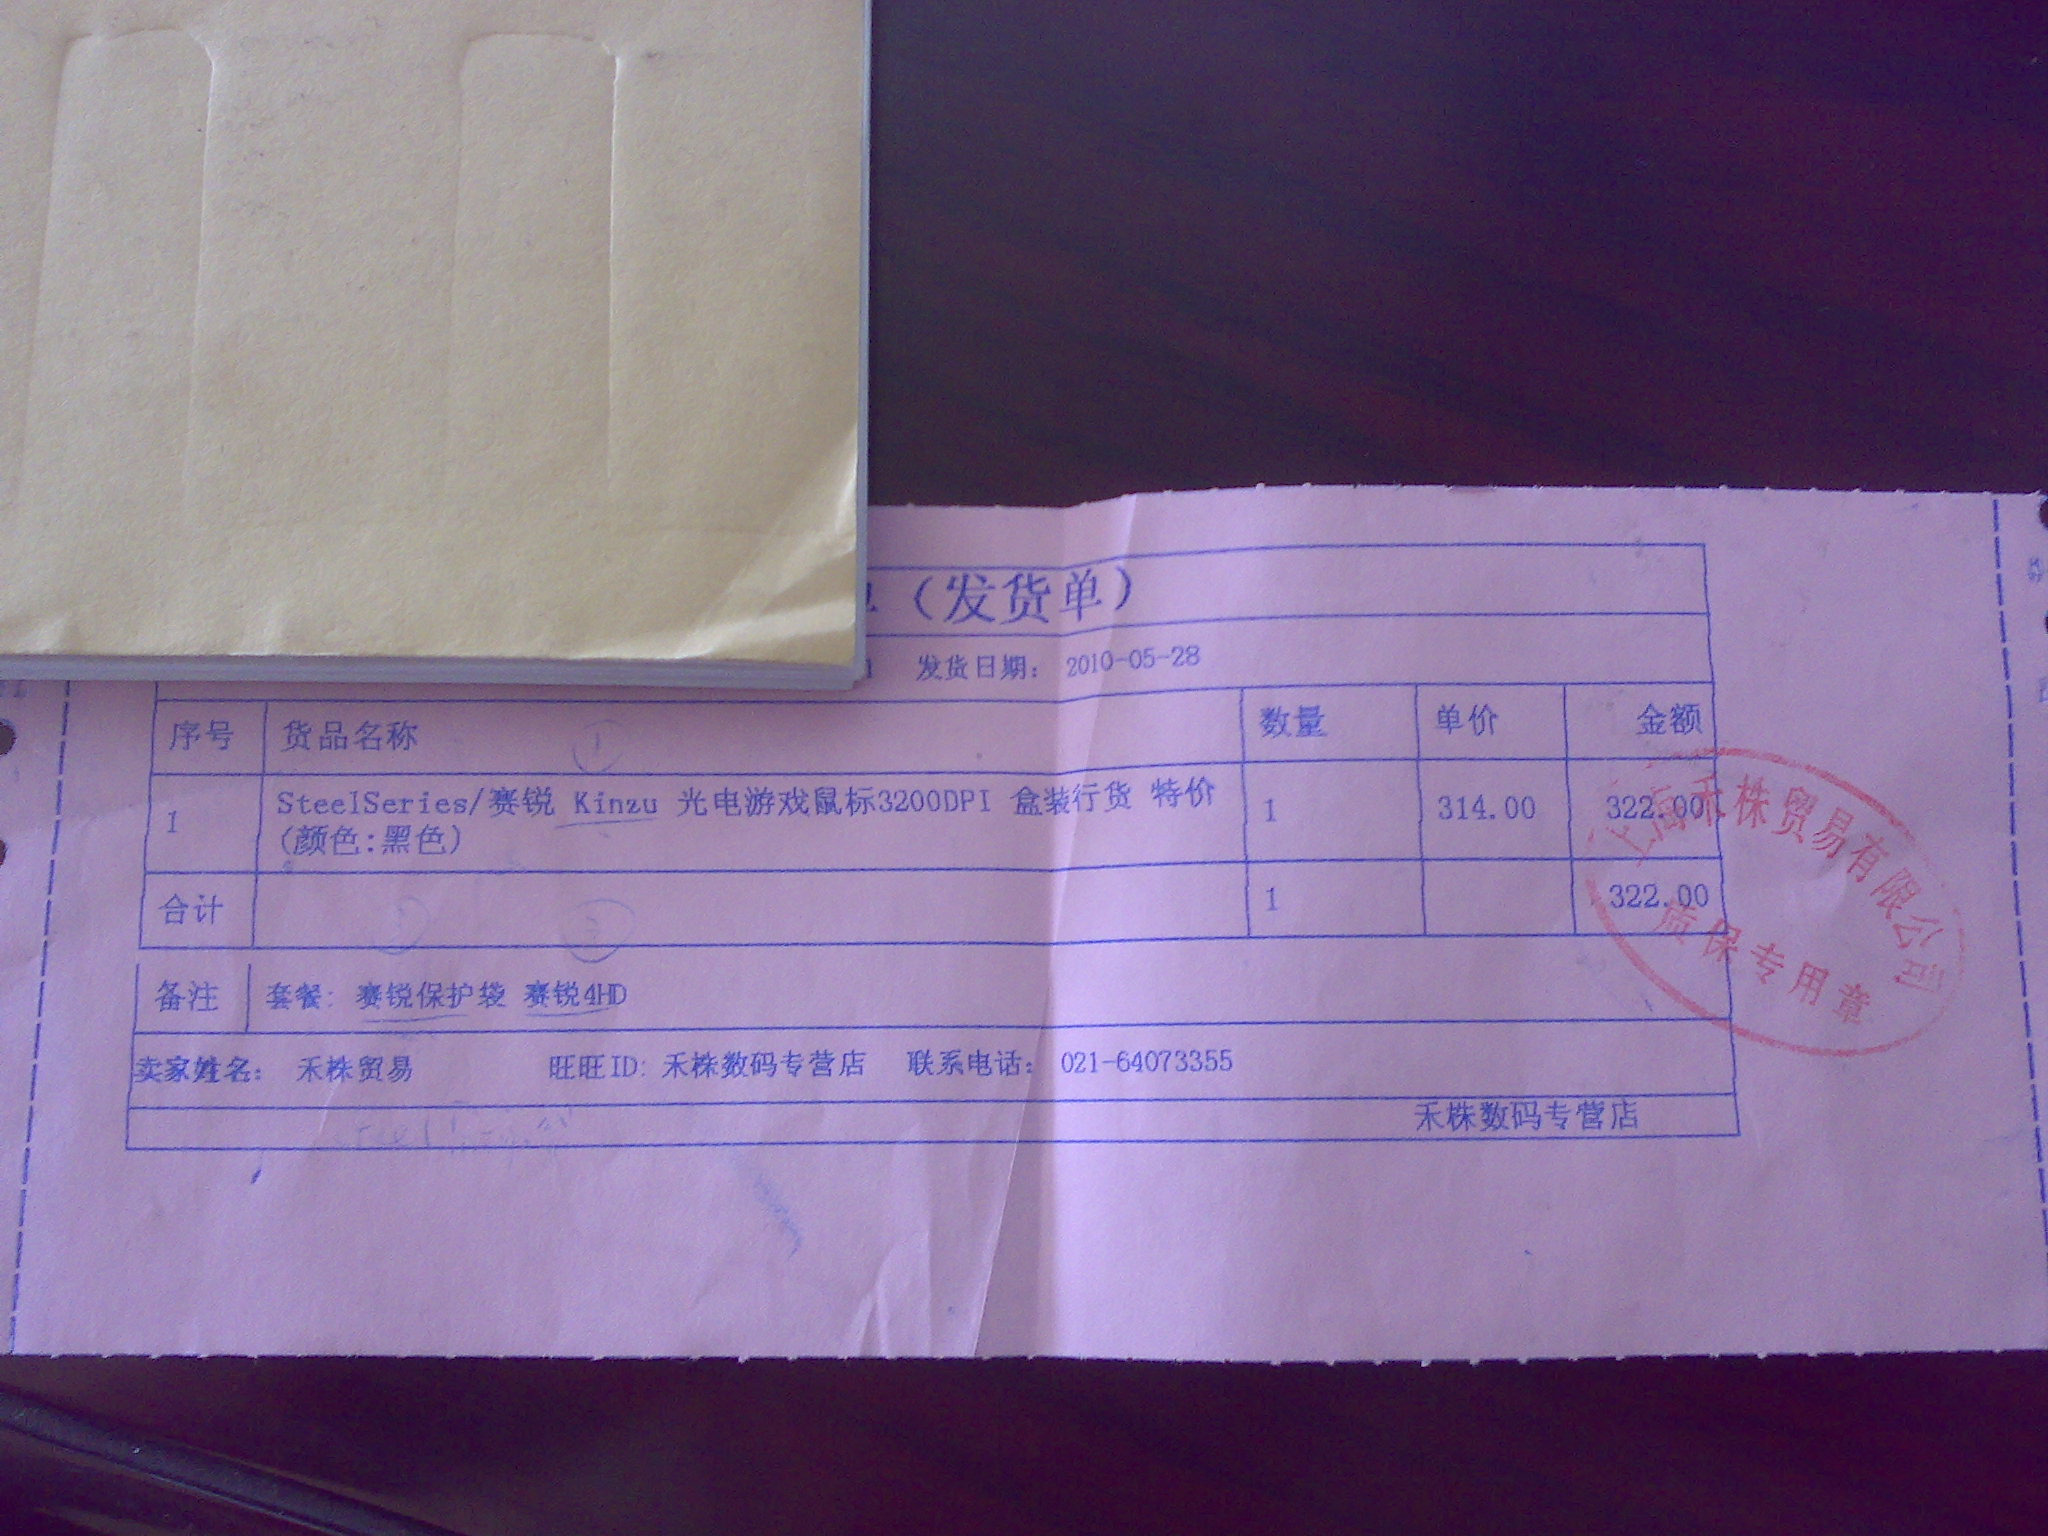 （发货单）
发货日期： 2010-05-28
序号 货品名称 数量 单价 金额
1 SteelSeries/赛锐 Kinzu 光电游戏鼠标3200DPI 盒装行货 特价 1 314.00 322.00
(颜色:黑色)
合计 1 322.00
备注 套餐: 赛锐保护袋 赛锐4HD
卖家姓名： 禾株贸易 旺旺ID: 禾株数码专营店 联系电话： 021-64073355
禾株数码专营店
上海禾株贸易有限公司
质保专用章